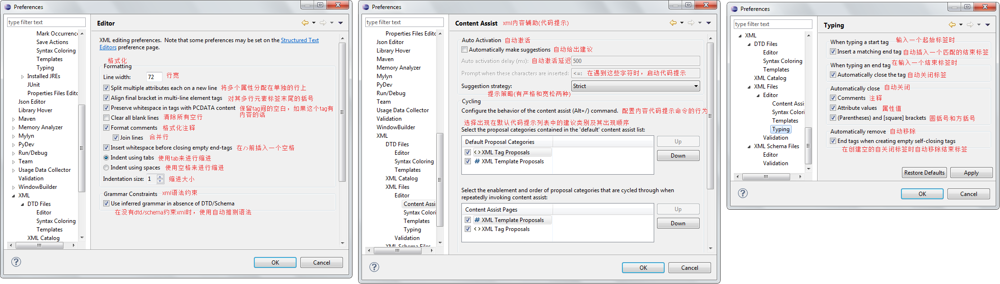 Preferences
type filter text
Mark Occurrenc
Save Actions
Syntax Coloring
Templates
Typing
Installed JREs
JUnit
Properties Files Editc
Json Editor
Library Hover
Maven
Memory Analyzer
Mylyn
PyDev
Run/Debug
Team
Usage Data Collector
Validation
WindowBuilder
XML
DTD Files
Editor
Syntax Coloring
Templates
XML Catalog
Editor
XML editing preferences.  Note that some preferences may be set on the Structured Text
Editors preference page.
格式化
Formatting
Line width: 72 行宽
Split multiple attributes each on a new line 将多个属性分配在单独的行上
Align final bracket in multi-line element tags 对其多行元素标签末尾的括号
Preserve whitespace in tags with PCDATA content 保留tag间的空白，如果这个tag有
内容的话
Clear all blank lines 清除所有空行
Format comments 格式化注释
Join lines 合并行
Insert whitespace before closing empty end-tags 在/>前插入一个空格
Indent using tabs 使用tab来进行缩进
Indent using spaces 使用空格来进行缩进
Indentation size: 1 缩进大小
Grammar Constraints xml语法约束
Use inferred grammar in absence of DTD/Schema
在没有dtd/schema约束xml时，使用自动推测语法
OK Cancel
Preferences
type filter text
Properties Files Editc
Json Editor
Library Hover
Maven
Memory Analyzer
Mylyn
PyDev
Run/Debug
Team
Usage Data Collector
Validation
WindowBuilder
XML
DTD Files
Editor
Syntax Coloring
Templates
XML Catalog
XML Files
Editor
Content Assi
Syntax Colori
Templates
Typing
Validation
XML Schema Files
Content Assist xml内容辅助(代码提示)
Auto Activation 自动激活
Automatically make suggestions 自动给出建议
Auto activation delay (ms): 自动激活延迟 500
Prompt when these characters are inserted: <=: 在遇到这些字符时，启动代码提示
Suggestion strategy: Strict
提示策略(有严格和宽松两种)
Cycling
Configure the behavior of the content assist (Alt+/) command. 配置内容代码提示命令的行为
选择出现在默认代码提示列表中的建议类别及其出现顺序
Select the proposal categories contained in the 'default' content assist list:
Default Proposal Categories
<> XML Tag Proposals
# XML Template Proposals
Up
Down
Select the enablement and order of proposal categories that are cycled through when
repeatedly invoking content assist:
Content Assist Pages
# XML Template Proposals
<> XML Tag Proposals
Up
Down
OK Cancel
Preferences
type filter text
XML
DTD Files
Editor
Syntax Coloring
Templates
XML Catalog
XML Files
Editor
Content Assi
Syntax Colori
Templates
Typing
Validation
XML Schema Files
Editor
Validation
Typing
When typing a start tag 输入一个起始标签时
Insert a matching end tag 自动插入一个匹配的结束标签
When typing an end tag 在输入一个结束标签时
Automatically close the tag 自动关闭标签
Automatically close 自动关闭
Comments 注释
Attribute values 属性值
(Parentheses) and [square] brackets 圆括号和方括号
Automatically remove 自动移除
End tags when creating empty self-closing tags
在创建空的自关闭标签时自动移除结束标签
Restore Defaults Apply
OK Cancel